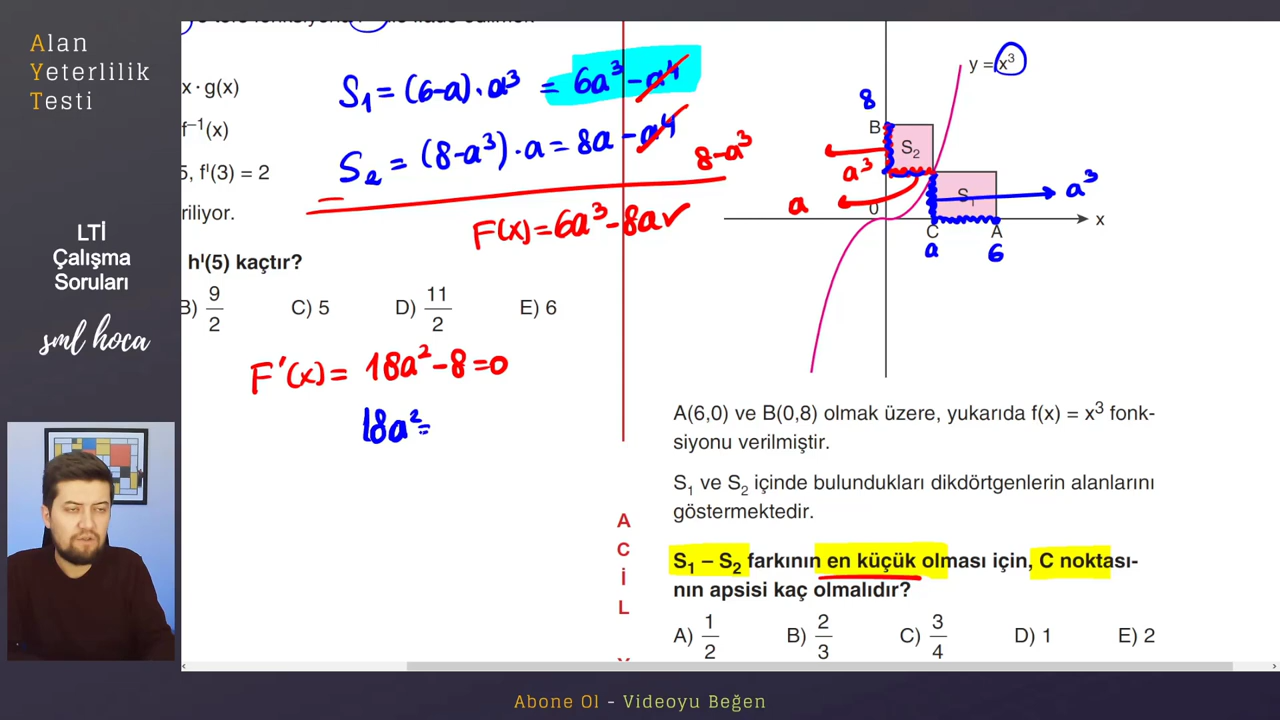 Alan
Yeterlilik
Testi
LTİ
Çalışma
Soruları
sml hoca
x · g(x)
f⁻¹(x)
5, f'(3) = 2
riliyor.
h'(5) kaçtır?
B) 9/2 C) 5 D) 11/2 E) 6
S₁ = (6-a) · a³ = 6a³ - a⁴
S₂ = (8-a³) · a = 8a - a⁴
F(x) = 6a³ - 8a
F'(x) = 18a² - 8 = 0
18a² =
A
C
İ
L
y = x³
8
B
S₂
8-a³
a³
a
S₁
a³
0
C
A
x
a
6
A(6,0) ve B(0,8) olmak üzere, yukarıda f(x) = x³ fonk-
siyonu verilmiştir.
S₁ ve S₂ içinde bulundukları dikdörtgenlerin alanlarını
göstermektedir.
S₁ – S₂ farkının en küçük olması için, C noktası-
nın apsisi kaç olmalıdır?
A) 1/2 B) 2/3 C) 3/4 D) 1 E) 2
Abone Ol - Videoyu Beğen